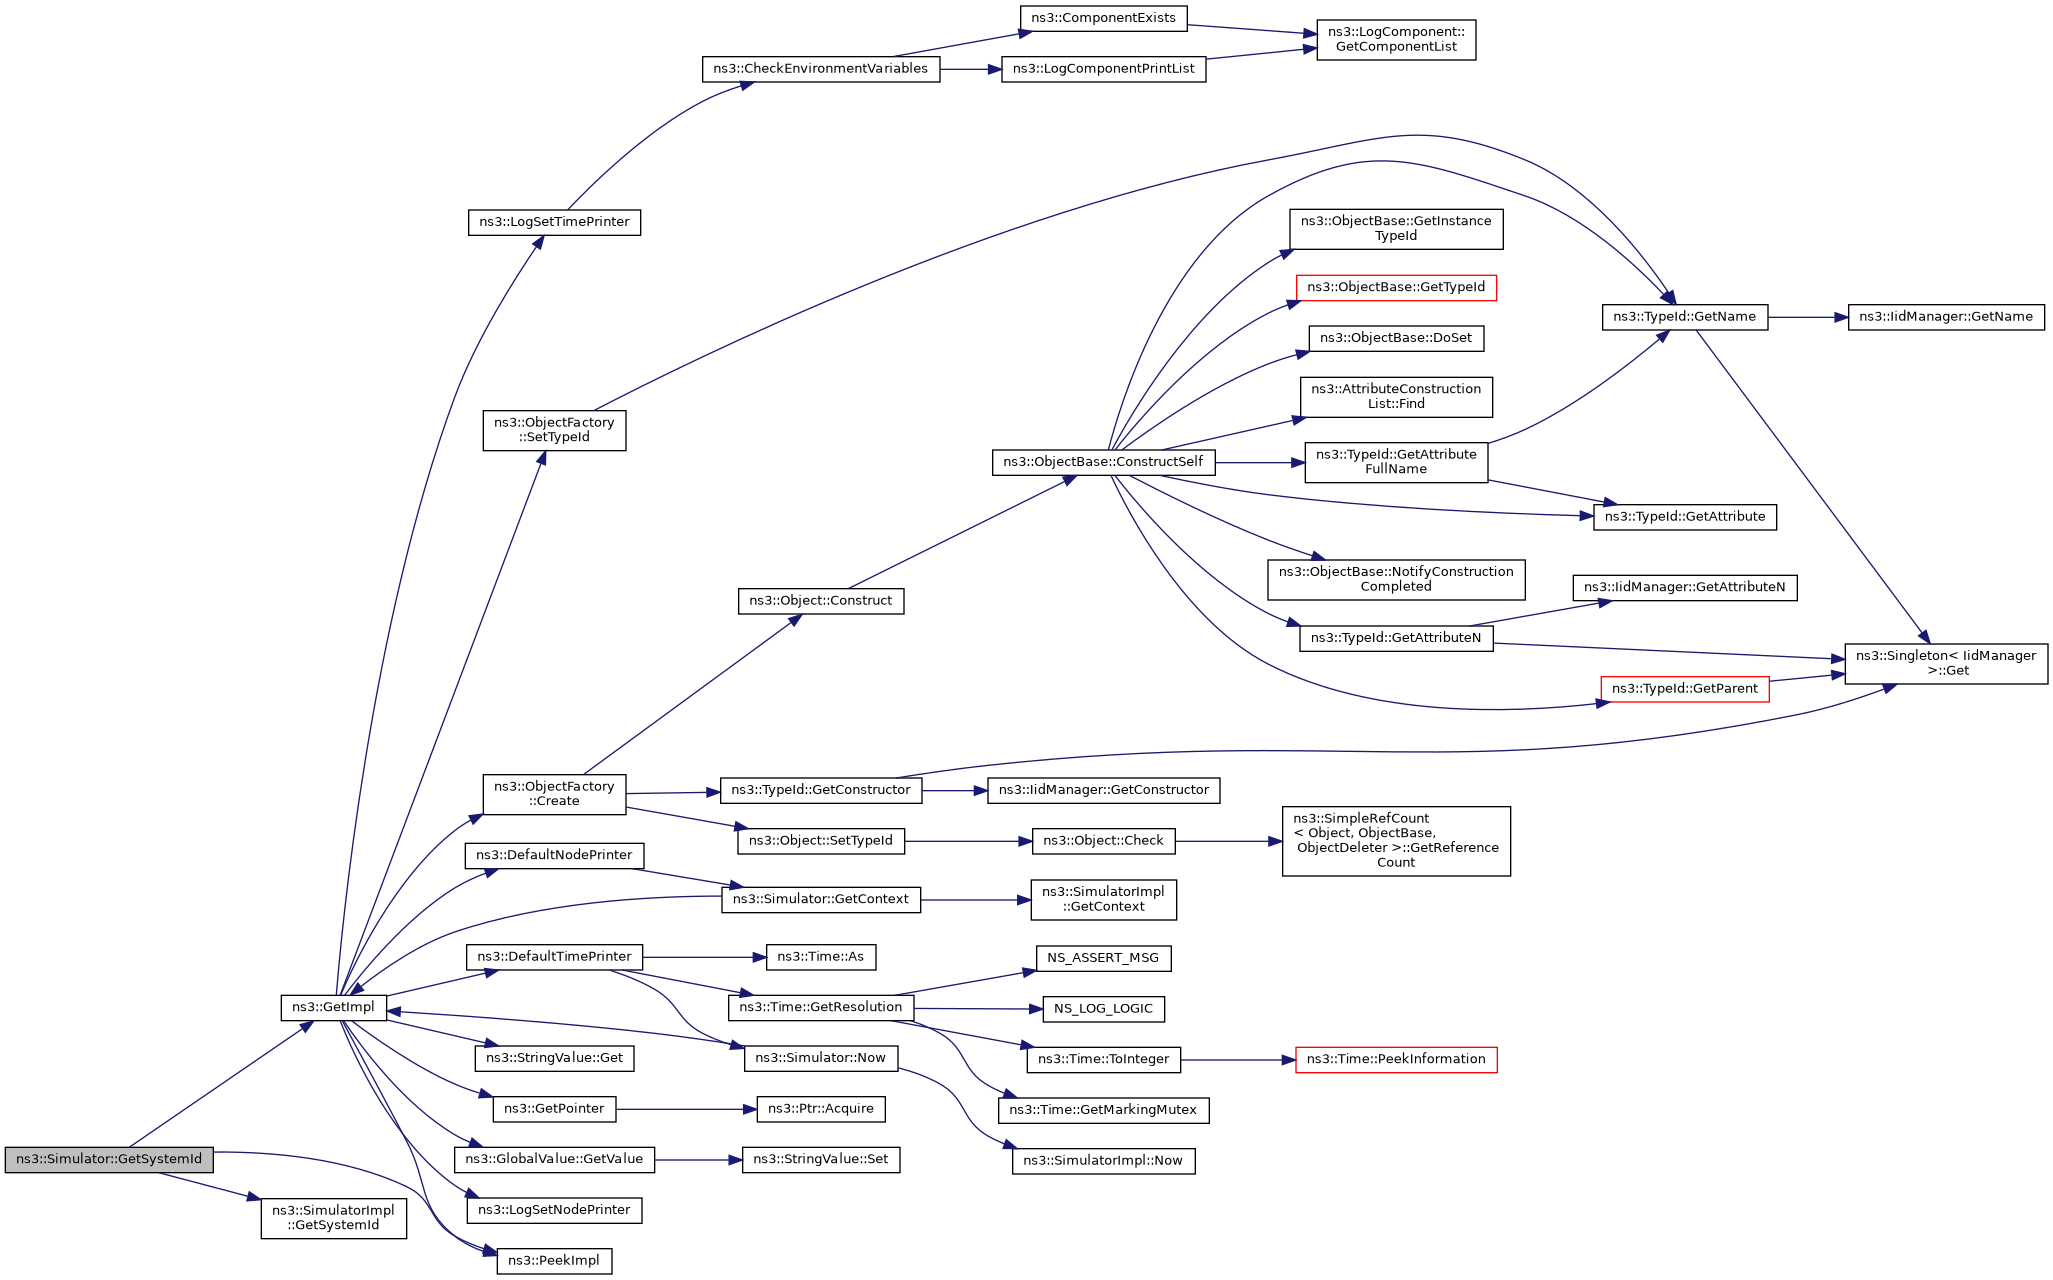 ns3::ComponentExists
ns3::LogComponent::
GetComponentList
ns3::CheckEnvironmentVariables
ns3::LogComponentPrintList
ns3::LogSetTimePrinter
ns3::ObjectBase::GetInstance
TypeId
ns3::ObjectBase::GetTypeId
ns3::TypeId::GetName
ns3::IidManager::GetName
ns3::ObjectBase::DoSet
ns3::AttributeConstruction
List::Find
ns3::ObjectFactory
::SetTypeId
ns3::ObjectBase::ConstructSelf
ns3::TypeId::GetAttribute
FullName
ns3::TypeId::GetAttribute
ns3::ObjectBase::NotifyConstruction
Completed
ns3::IidManager::GetAttributeN
ns3::Object::Construct
ns3::TypeId::GetAttributeN
ns3::Singleton< IidManager
>::Get
ns3::TypeId::GetParent
ns3::ObjectFactory
::Create
ns3::TypeId::GetConstructor
ns3::IidManager::GetConstructor
ns3::Object::SetTypeId
ns3::Object::Check
ns3::SimpleRefCount
< Object, ObjectBase,
ObjectDeleter >::GetReference
Count
ns3::DefaultNodePrinter
ns3::Simulator::GetContext
ns3::SimulatorImpl
::GetContext
ns3::DefaultTimePrinter
ns3::Time::As
NS_ASSERT_MSG
ns3::GetImpl
ns3::Time::GetResolution
NS_LOG_LOGIC
ns3::StringValue::Get
ns3::Simulator::Now
ns3::Time::ToInteger
ns3::Time::PeekInformation
ns3::GetPointer
ns3::Ptr::Acquire
ns3::Time::GetMarkingMutex
ns3::Simulator::GetSystemId
ns3::GlobalValue::GetValue
ns3::StringValue::Set
ns3::SimulatorImpl::Now
ns3::SimulatorImpl
::GetSystemId
ns3::LogSetNodePrinter
ns3::PeekImpl